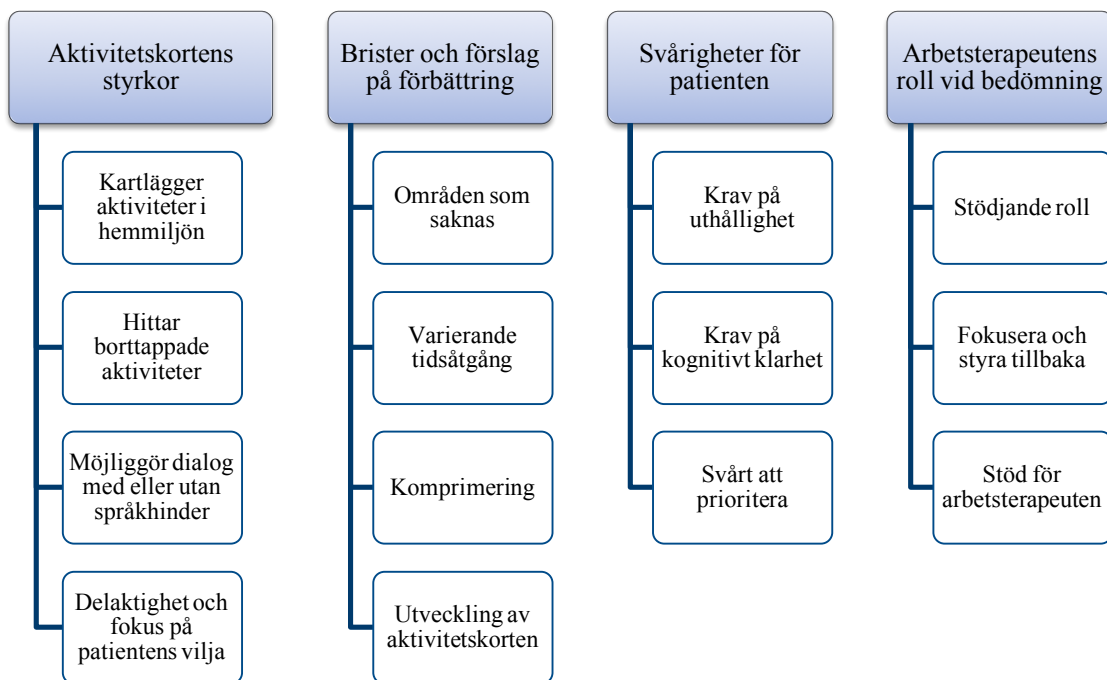 Aktivitetskortens
styrkor
Kartlägger
aktiviteter i
hemmiljön
Hittar
borttappade
aktiviteter
Möjliggör dialog
med eller utan
språkhinder
Delaktighet och
fokus på
patientens vilja
Brister och förslag
på förbättring
Områden som
saknas
Varierande
tidsåtgång
Komprimering
Utveckling av
aktivitetskorten
Svårigheter för
patienten
Krav på
uthållighet
Krav på
kognitivt klarhet
Svårt att
prioritera
Arbetsterapeutens
roll vid bedömning
Stödjande roll
Fokusera och
styra tillbaka
Stöd för
arbetsterapeuten